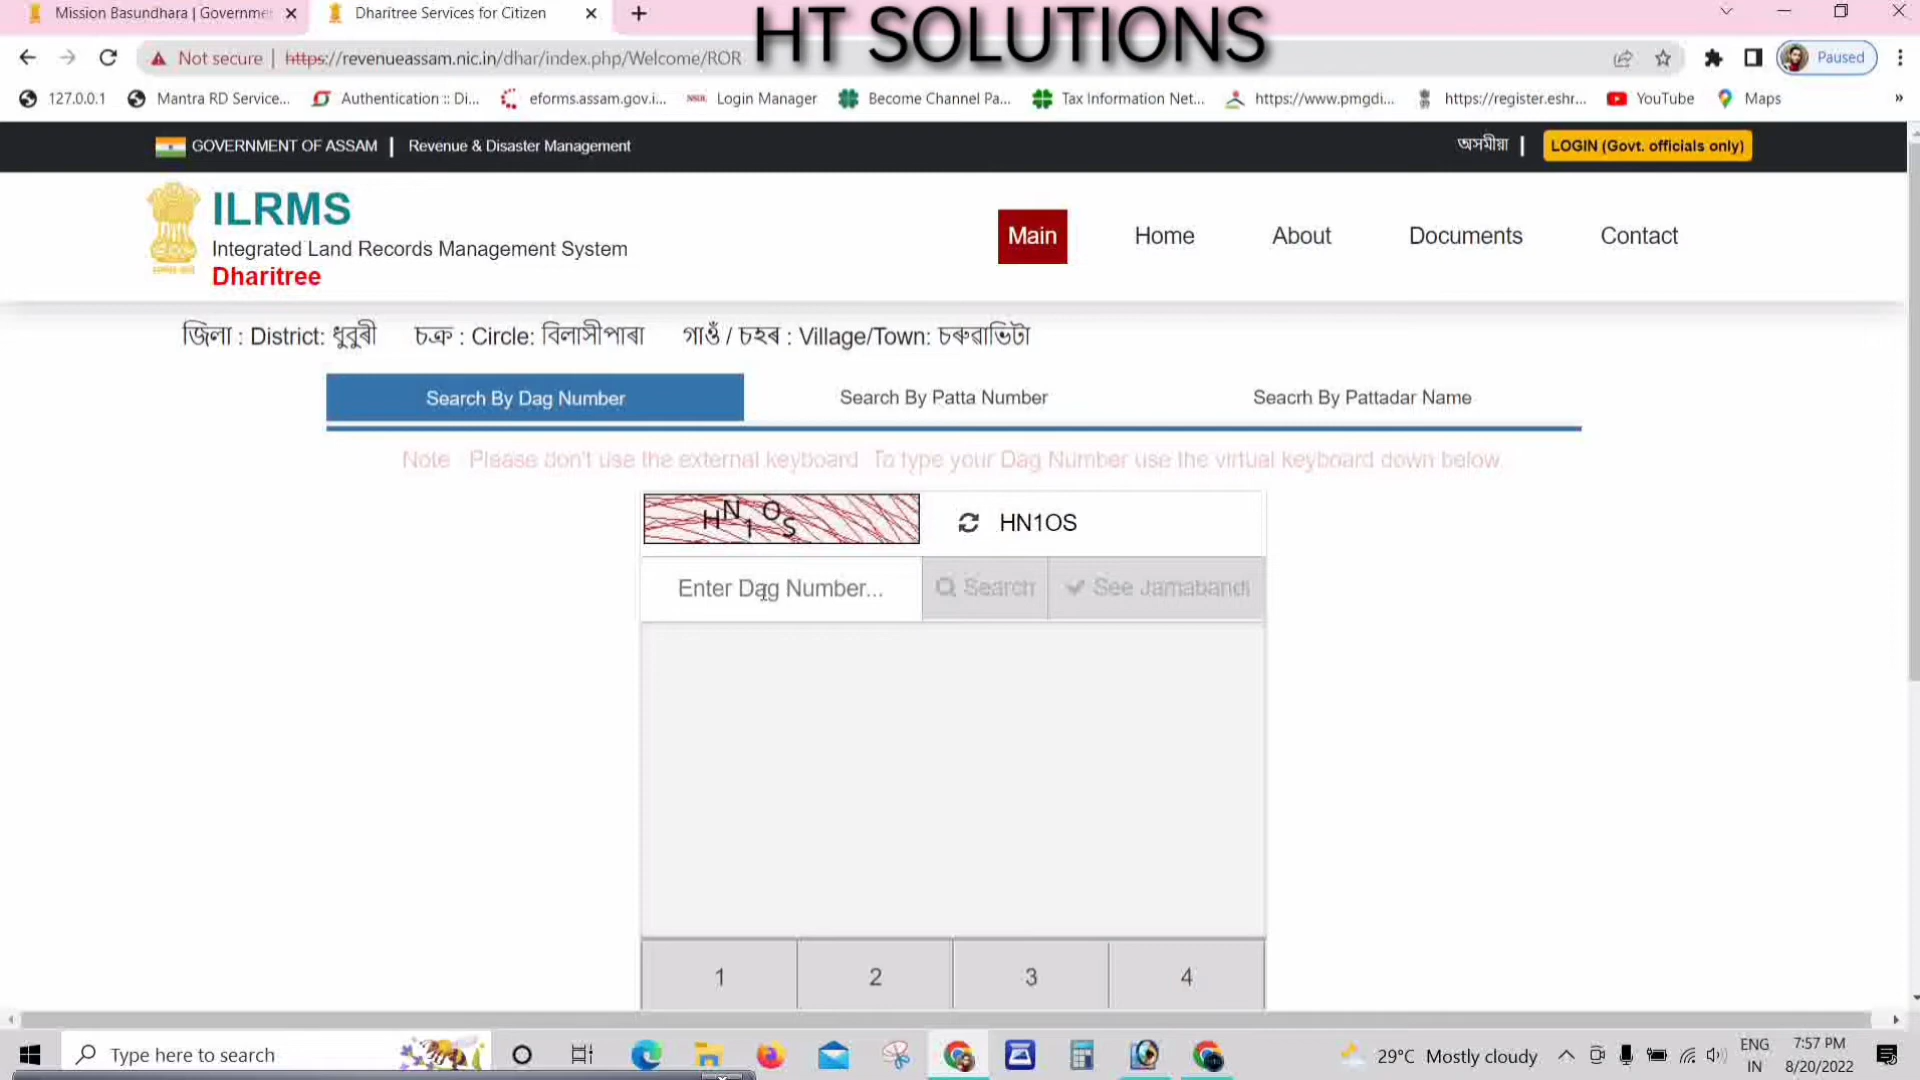 Mission Basundhara | Governme
Dharitree Services for Citizen
HT SOLUTIONS
Not secure | https://revenueassam.nic.in/dhar/index.php/Welcome/ROR
Paused
127.0.0.1
Mantra RD Service...
Authentication :: Di...
eforms.assam.gov.i...
NSDL
Login Manager
Become Channel Pa...
Tax Information Net...
https://www.pmgdi...
https://register.eshr...
YouTube
Maps
»
GOVERNMENT OF ASSAM | Revenue & Disaster Management
অসমীয়া |
LOGIN (Govt. officials only)
ILRMS
Integrated Land Records Management System
Dharitree
Main
Home
About
Documents
Contact
জিলা : District: ধুবুৰী চক্ৰ : Circle: বিলাসীপাৰা গাওঁ / চহৰ : Village/Town: চৰুৱাভিটা
Search By Dag Number
Search By Patta Number
Seacrh By Pattadar Name
Note : Please don't use the external keyboard. To type your Dag Number use the virtual keyboard down below.
HN1OS
HN1OS
Enter Dag Number...
Search
See Jamabandi
1 2 3 4
Type here to search
29°C Mostly cloudy
ENG
IN
7:57 PM
8/20/2022